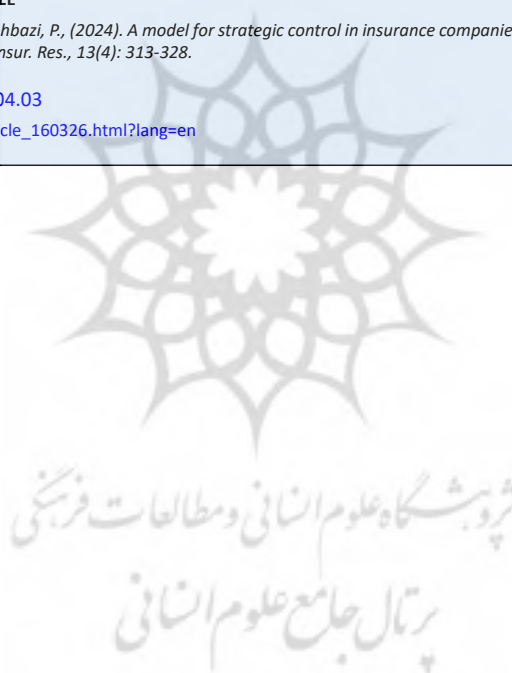 LE
hbazi, P., (2024). A model for strategic control in insurance companie
nsur. Res., 13(4): 313-328.
04.03
cle_160326.html?lang=en
پژوهشگاه علوم انسانی و مطالعات فرهنگی
پرتال جامع علوم انسانی